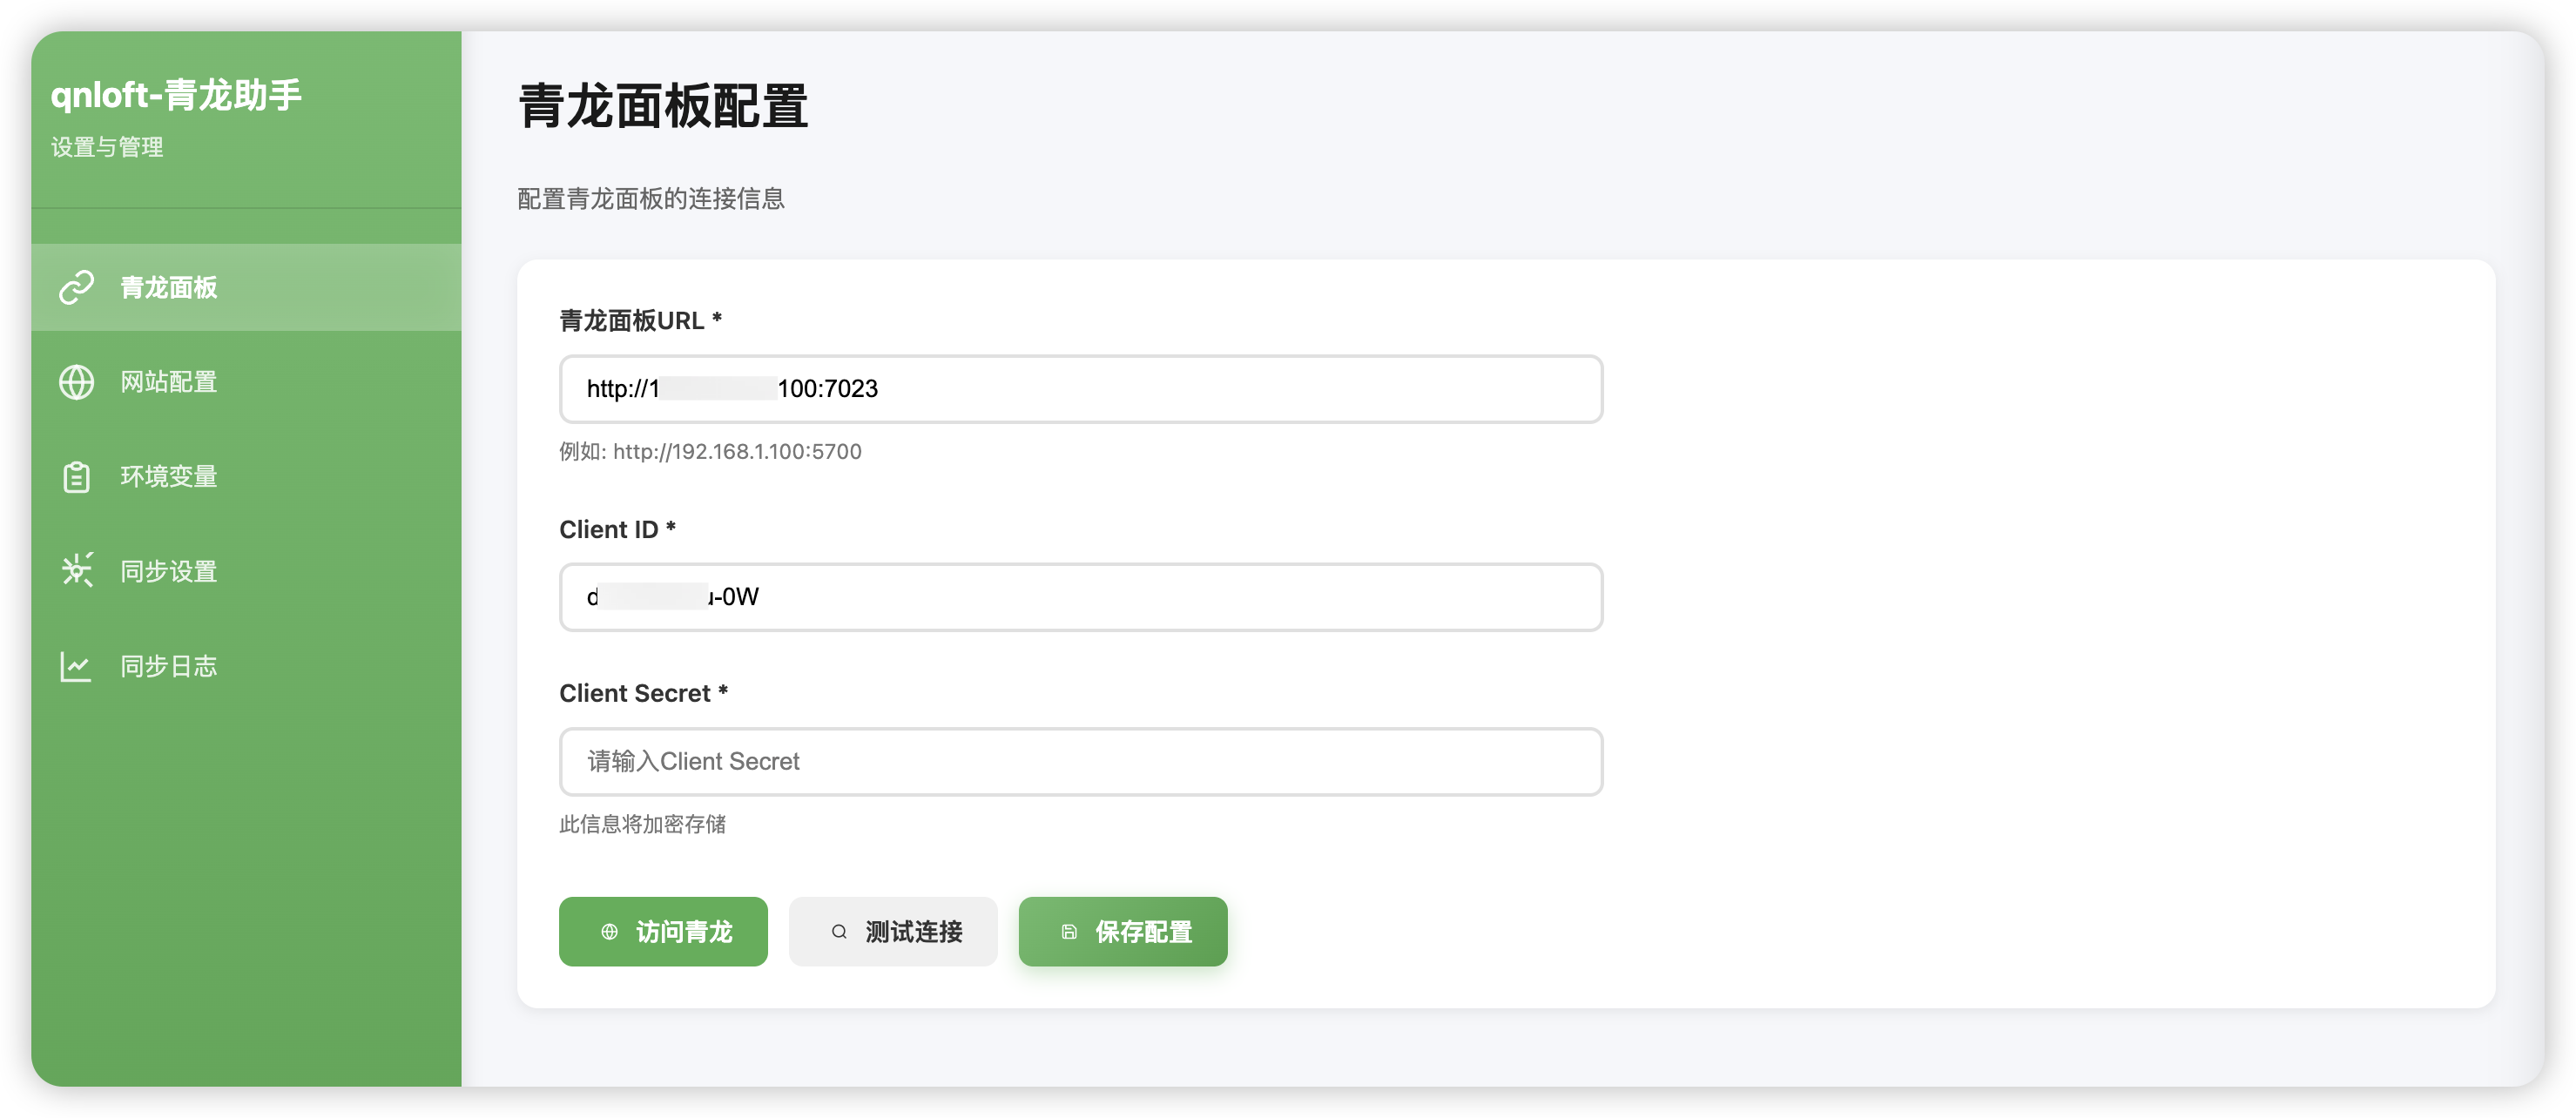 qnloft-青龙助手
设置与管理
青龙面板
网站配置
环境变量
同步设置
同步日志
青龙面板配置
配置青龙面板的连接信息
青龙面板URL *
http://1 100:7023
例如: http://192.168.1.100:5700
Client ID *
d u-0W
Client Secret *
请输入Client Secret
此信息将加密存储
访问青龙
测试连接
保存配置